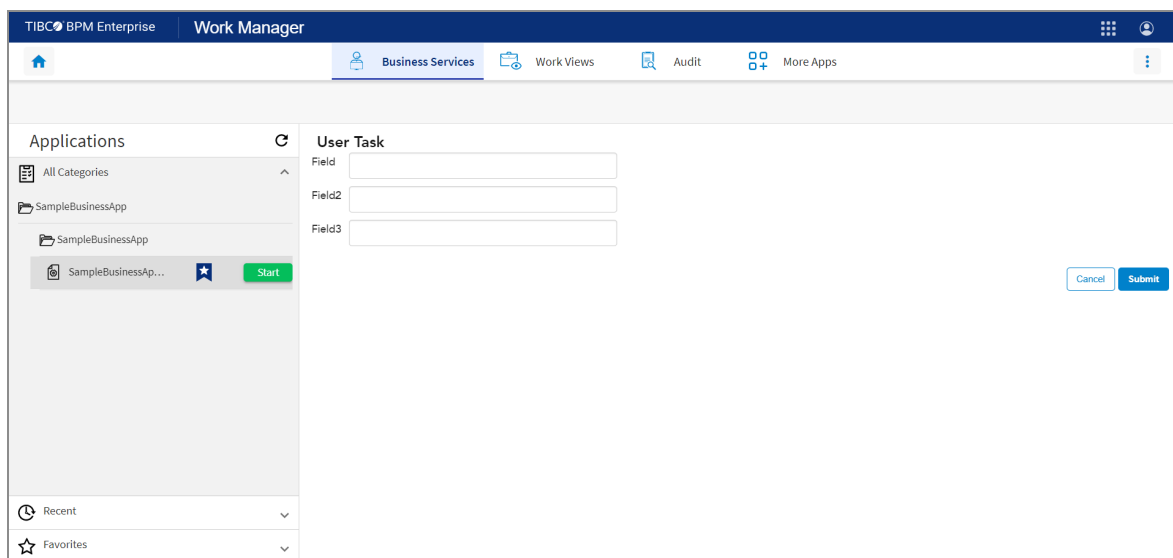 TIBCO BPM Enterprise Work Manager
Business Services Work Views Audit More Apps
Applications
All Categories
SampleBusinessApp
SampleBusinessApp
SampleBusinessAp... Start
Recent
Favorites
User Task
Field
Field2
Field3
Cancel Submit